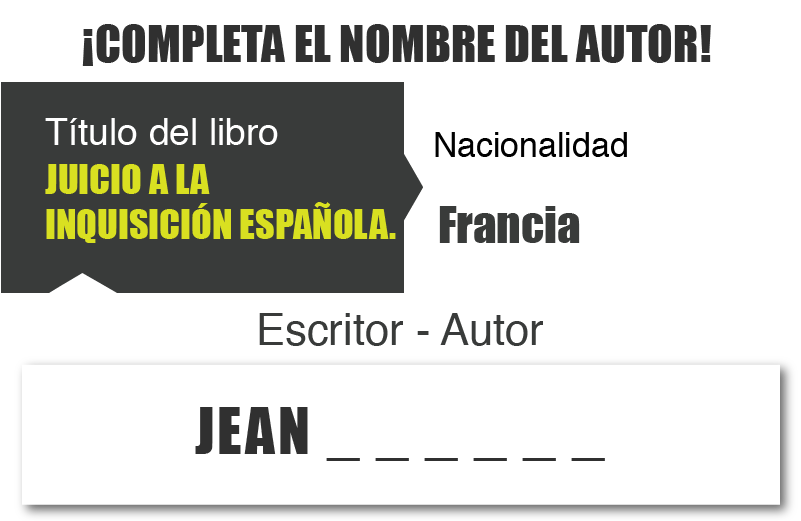 ¡COMPLETA EL NOMBRE DEL AUTOR!
Título del libro
JUICIO A LA
INQUISICIÓN ESPAÑOLA.
Nacionalidad
Francia
Escritor - Autor
JEAN _ _ _ _ _ _